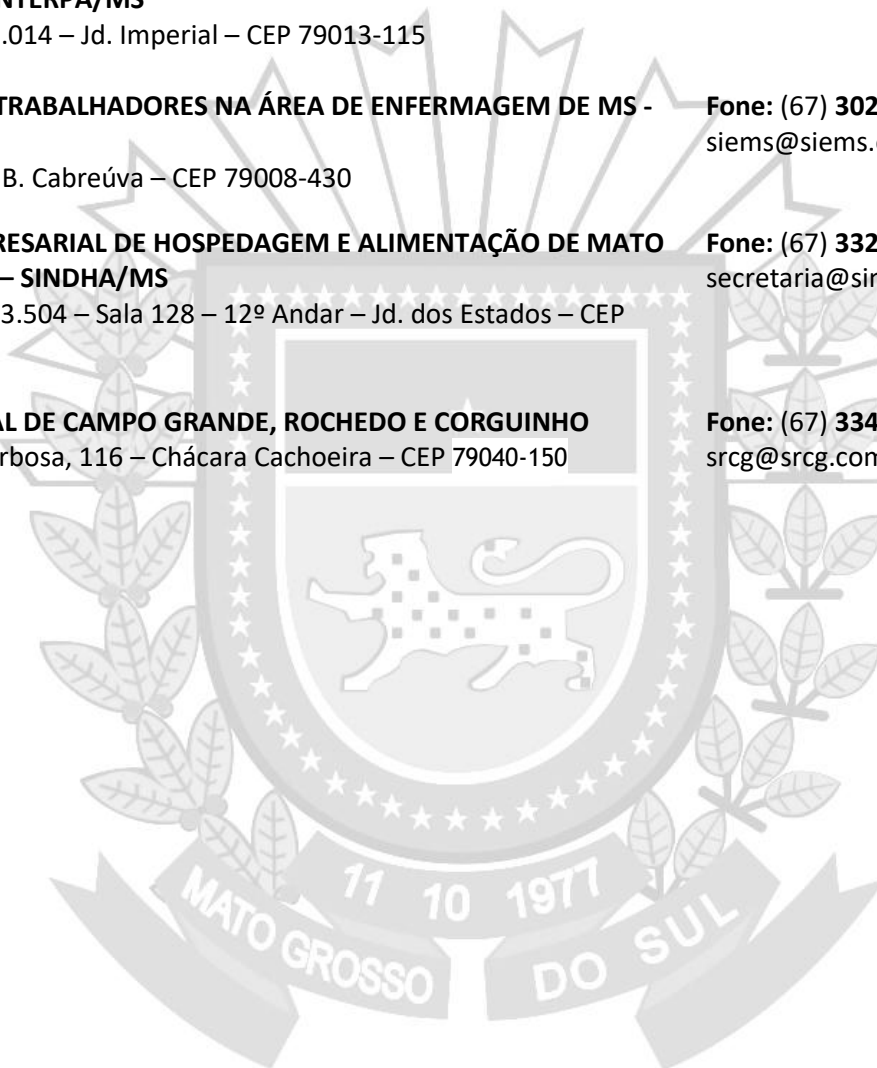 .014 – Jd. Imperial – CEP 79013-115
TRABALHADORES NA ÁREA DE ENFERMAGEM DE MS - Fone: (67) 302
siems@siems.
B. Cabreúva – CEP 79008-430
RESARIAL DE HOSPEDAGEM E ALIMENTAÇÃO DE MATO Fone: (67) 332
– SINDHA/MS secretaria@sin
3.504 – Sala 128 – 12º Andar – Jd. dos Estados – CEP
AL DE CAMPO GRANDE, ROCHEDO E CORGUINHO Fone: (67) 334
rbosa, 116 – Chácara Cachoeira – CEP 79040-150 srcg@srcg.com
11 10 1977
MATO GROSSO DO SUL